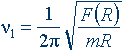 ν₁ = 1/2π √(F(R)/mR)